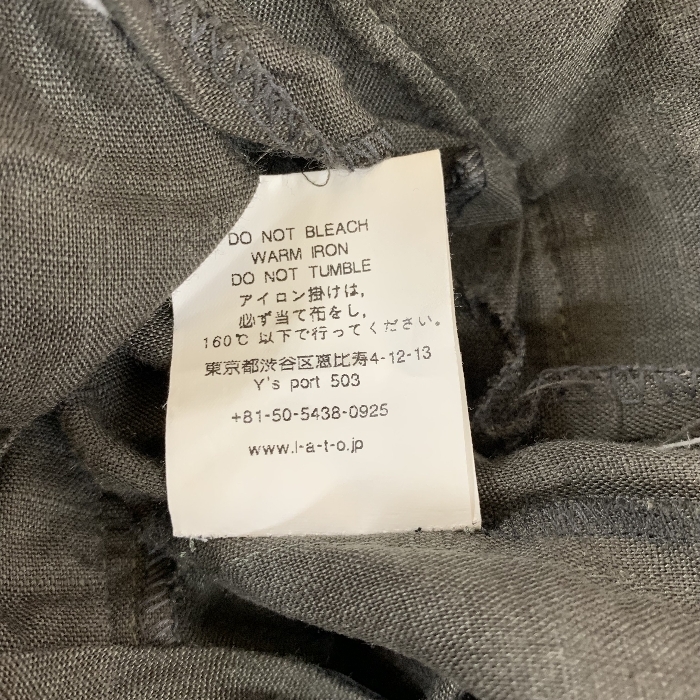 DO NOT BLEACH
WARM IRON
DO NOT TUMBLE
アイロン掛けは,
必ず当て布をし,
160℃ 以下で行ってください。
東京都渋谷区恵比寿4-12-13
Y's port 503
+81-50-5438-0925
www.l-a-t-o.jp